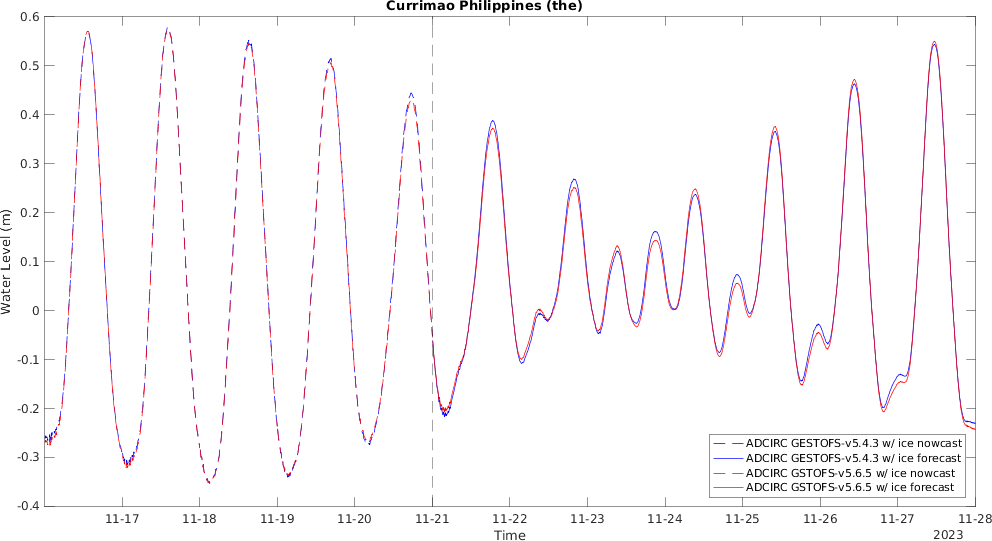 Currimao Philippines (the)
0.6
0.5
0.4
0.3
0.2
0.1
0
-0.1
-0.2
-0.3
-0.4
Water Level (m)
11-17 11-18 11-19 11-20 11-21 11-22 11-23 11-24 11-25 11-26 11-27 11-28
Time
2023
ADCIRC GESTOFS-v5.4.3 w/ ice nowcast
ADCIRC GESTOFS-v5.4.3 w/ ice forecast
ADCIRC GSTOFS-v5.6.5 w/ ice nowcast
ADCIRC GSTOFS-v5.6.5 w/ ice forecast